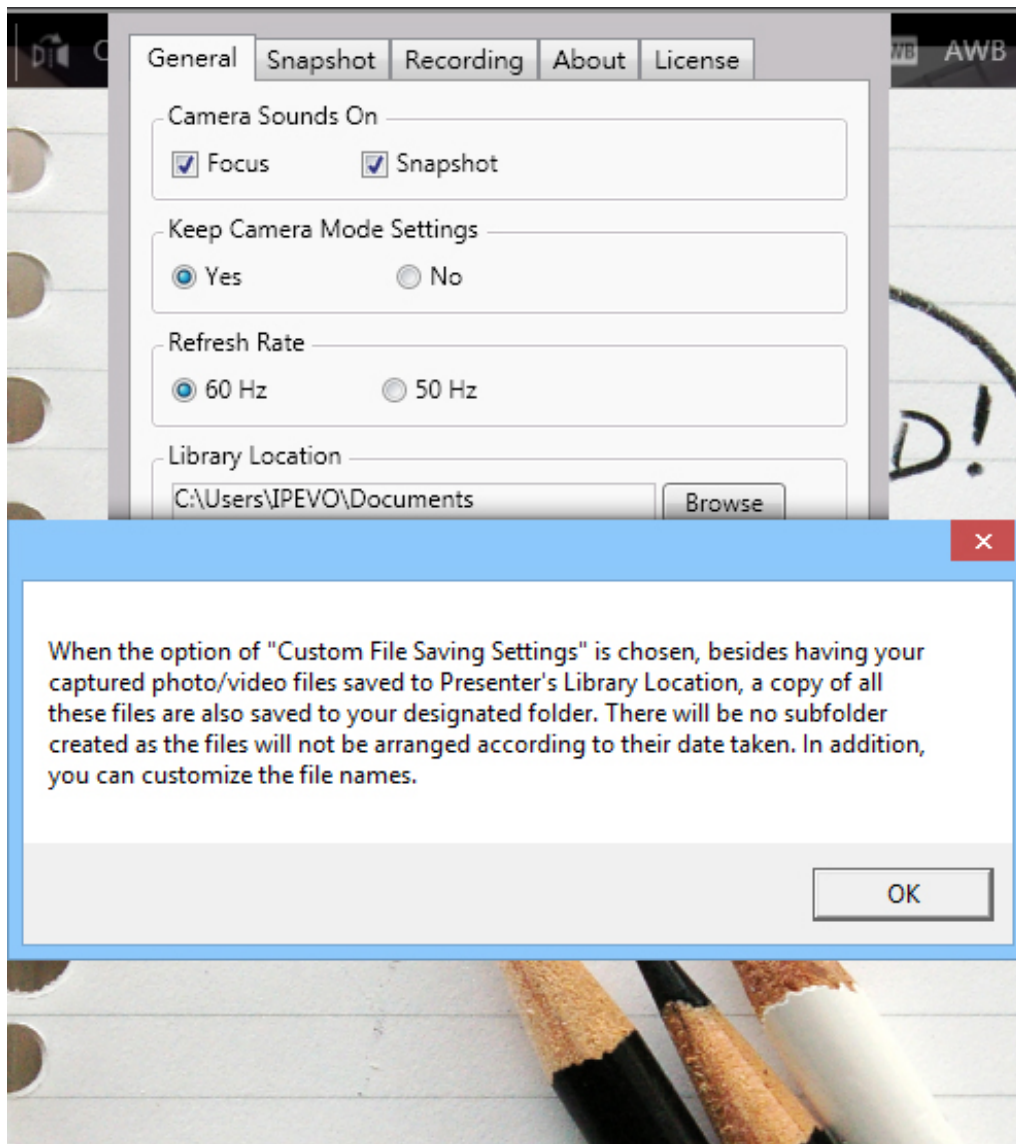 General Snapshot Recording About License
AWB AWB
Camera Sounds On
Focus Snapshot
Keep Camera Mode Settings
Yes No
Refresh Rate
60 Hz 50 Hz
D!
Library Location
C:\Users\IPEVO\Documents Browse
When the option of "Custom File Saving Settings" is chosen, besides having your
captured photo/video files saved to Presenter's Library Location, a copy of all
these files are also saved to your designated folder. There will be no subfolder
created as the files will not be arranged according to their date taken. In addition,
you can customize the file names.
OK